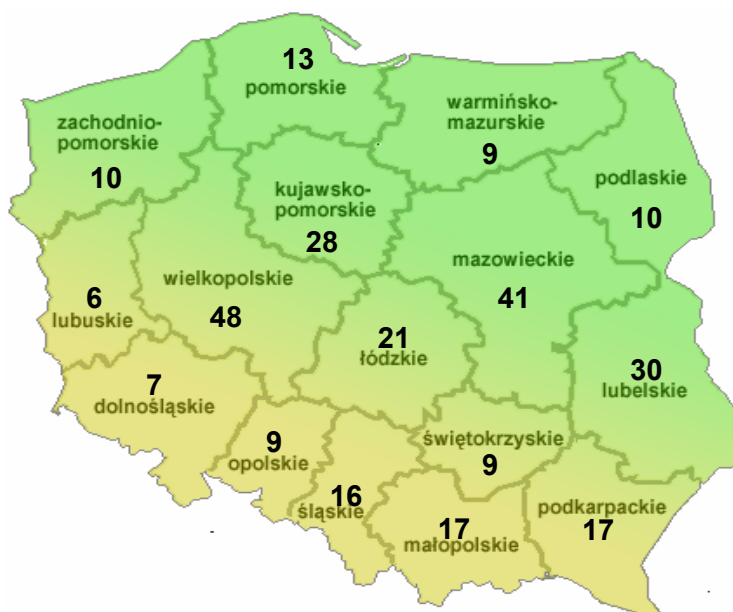 13
pomorskie
warmińsko-
mazurskie
9
zachodnio-
pomorskie
10
podlaskie
10
kujawsko-
pomorskie
28
mazowieckie
41
wielkopolskie
48
6
lubuskie
21
łódzkie
30
lubelskie
7
dolnośląskie
9
opolskie
świętokrzyskie
9
16
śląskie
17
małopolskie
podkarpackie
17